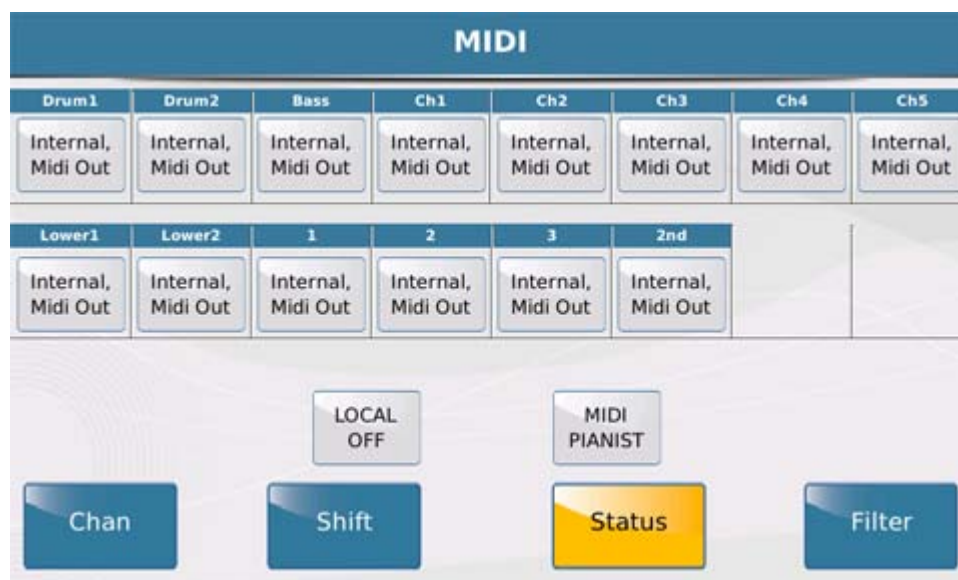 MIDI
Drum1 Drum2 Bass Ch1 Ch2 Ch3 Ch4 Ch5
Internal, Internal, Internal, Internal, Internal, Internal, Internal, Internal,
Midi Out Midi Out Midi Out Midi Out Midi Out Midi Out Midi Out Midi Out
Lower1 Lower2 1 2 3 2nd
Internal, Internal, Internal, Internal, Internal, Internal,
Midi Out Midi Out Midi Out Midi Out Midi Out Midi Out
LOCAL MIDI
OFF PIANIST
Chan Shift Status Filter